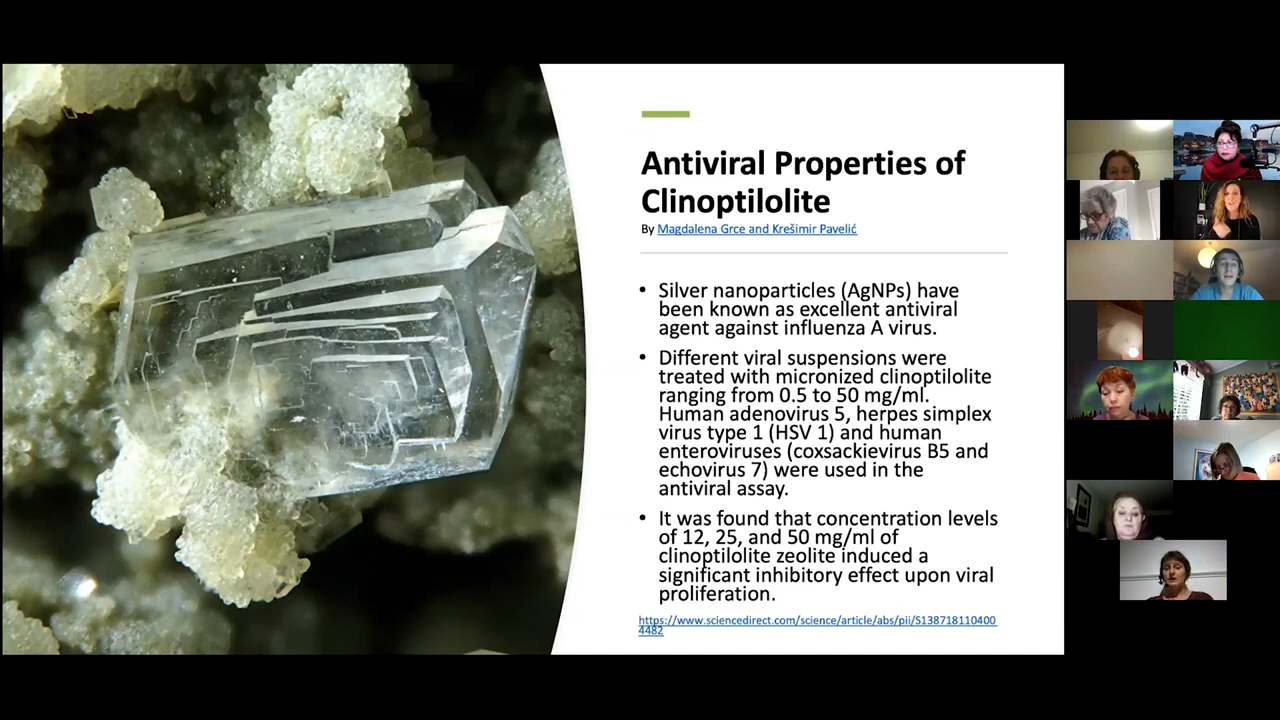 Antiviral Properties of
Clinoptilolite
By Magdalena Grce and Krešimir Pavelić
• Silver nanoparticles (AgNPs) have
been known as excellent antiviral
agent against influenza A virus.
• Different viral suspensions were
treated with micronized clinoptilolite
ranging from 0.5 to 50 mg/ml.
Human adenovirus 5, herpes simplex
virus type 1 (HSV 1) and human
enteroviruses (coxsackievirus B5 and
echovirus 7) were used in the
antiviral assay.
• It was found that concentration levels
of 12, 25, and 50 mg/ml of
clinoptilolite zeolite induced a
significant inhibitory effect upon viral
proliferation.
https://www.sciencedirect.com/science/article/abs/pii/S138718110400
4482